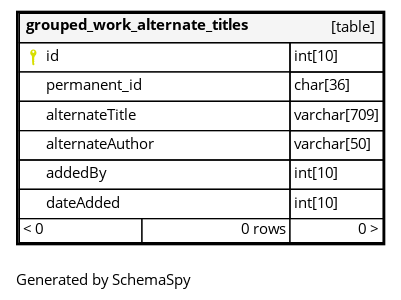 grouped_work_alternate_titles [table]
id int[10]
permanent_id char[36]
alternateTitle varchar[709]
alternateAuthor varchar[50]
addedBy int[10]
dateAdded int[10]
< 0 0 rows 0 >
Generated by SchemaSpy